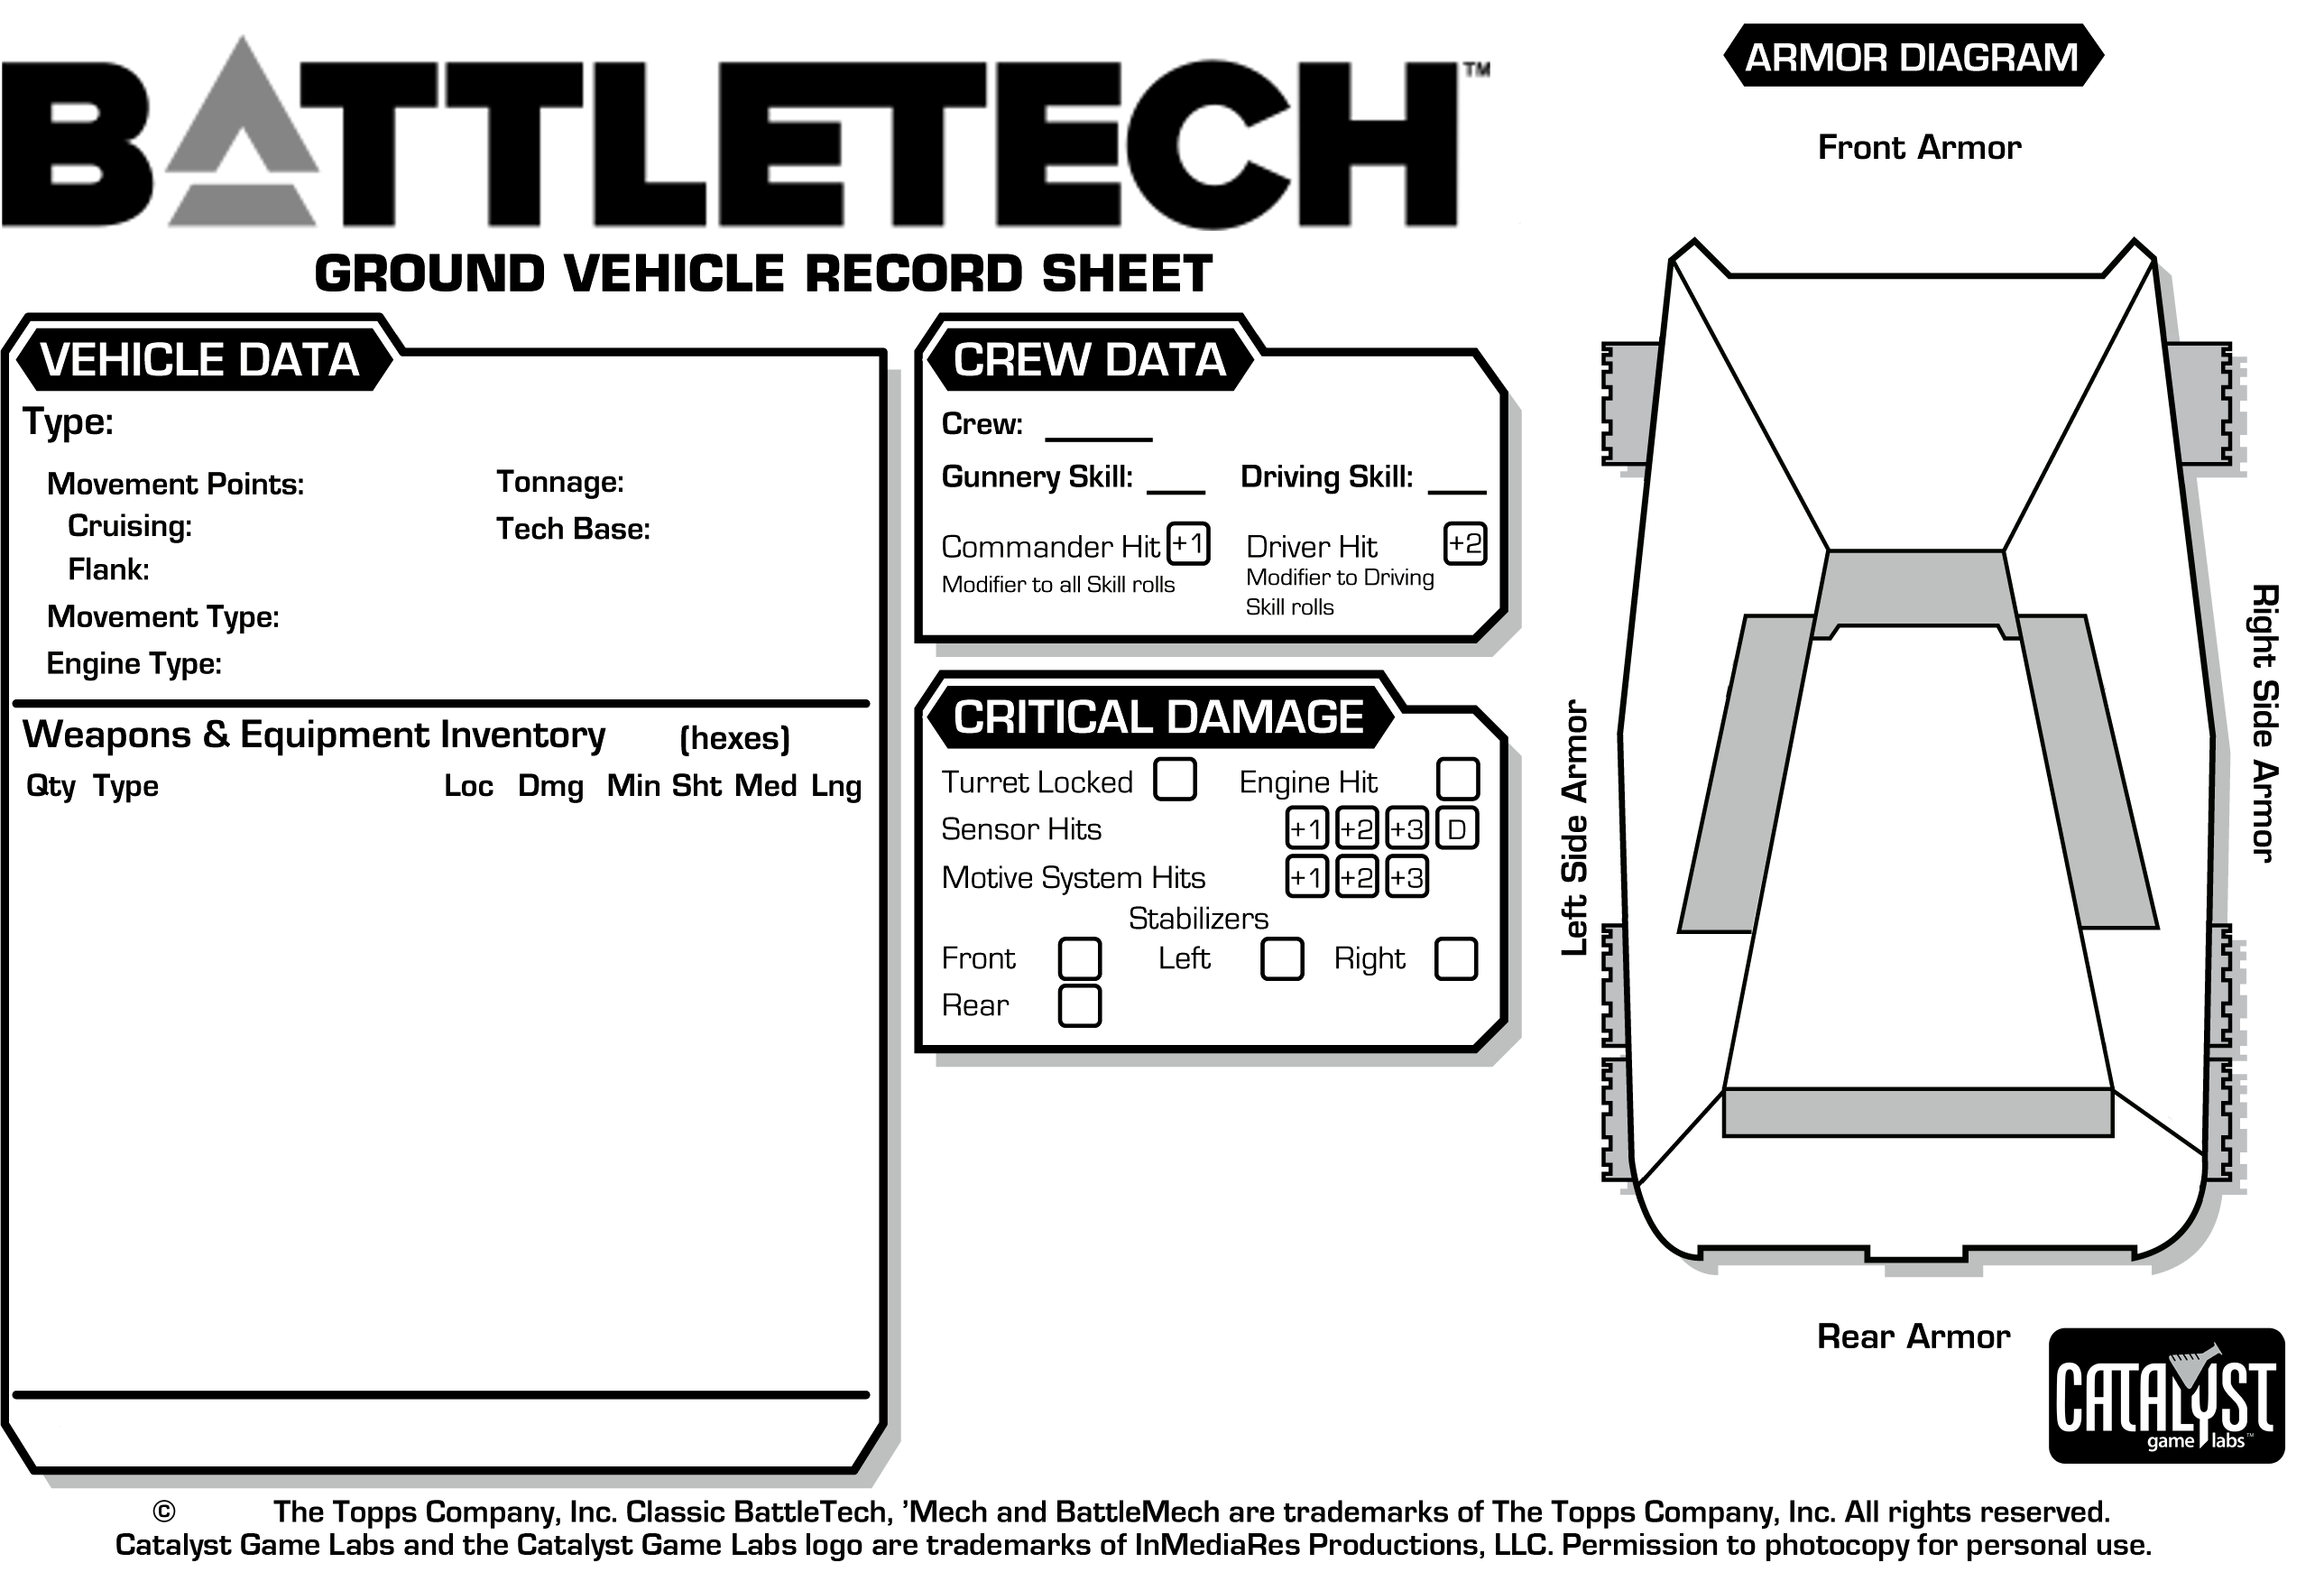 BATTLETECH™
GROUND VEHICLE RECORD SHEET
VEHICLE DATA
Type:
Movement Points:
Cruising:
Flank:
Movement Type:
Engine Type:
Tonnage:
Tech Base:
Weapons & Equipment Inventory (hexes)
Qty Type Loc Dmg Min Sht Med Lng
CREW DATA
Crew:
Gunnery Skill: Driving Skill:
Commander Hit +1 Driver Hit +2
Modifier to all Skill rolls
Modifier to Driving
Skill rolls
CRITICAL DAMAGE
Turret Locked Engine Hit
Sensor Hits +1 +2 +3 D
Motive System Hits +1 +2 +3
Stabilizers
Front Left Right
Rear
ARMOR DIAGRAM
Front Armor
Left Side Armor
Right Side Armor
Rear Armor
CATALYST
game labs™
© The Topps Company, Inc. Classic BattleTech, ’Mech and BattleMech are trademarks of The Topps Company, Inc. All rights reserved.
Catalyst Game Labs and the Catalyst Game Labs logo are trademarks of InMediaRes Productions, LLC. Permission to photocopy for personal use.